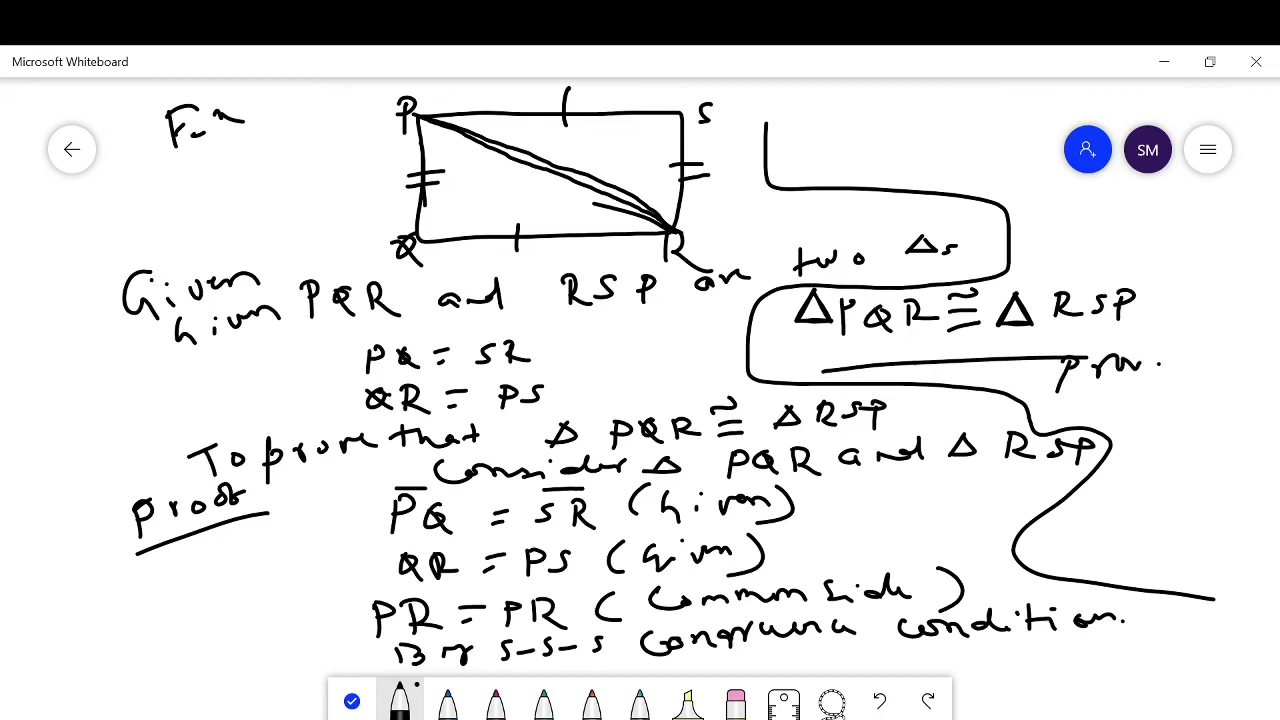 Microsoft Whiteboard
SM
P S
Q R
Given PQR and RSP are two Δs
Given
ΔPQR ≅ Δ RSP
PQ = SR
QR = PS
To prove that Δ PQR ≅ Δ RSP
Consider Δ PQR and Δ RSP
Proof
PQ = SR (Given)
QR = PS (Given)
PR = PR (Common side)
By S-S-S Congruence condition.